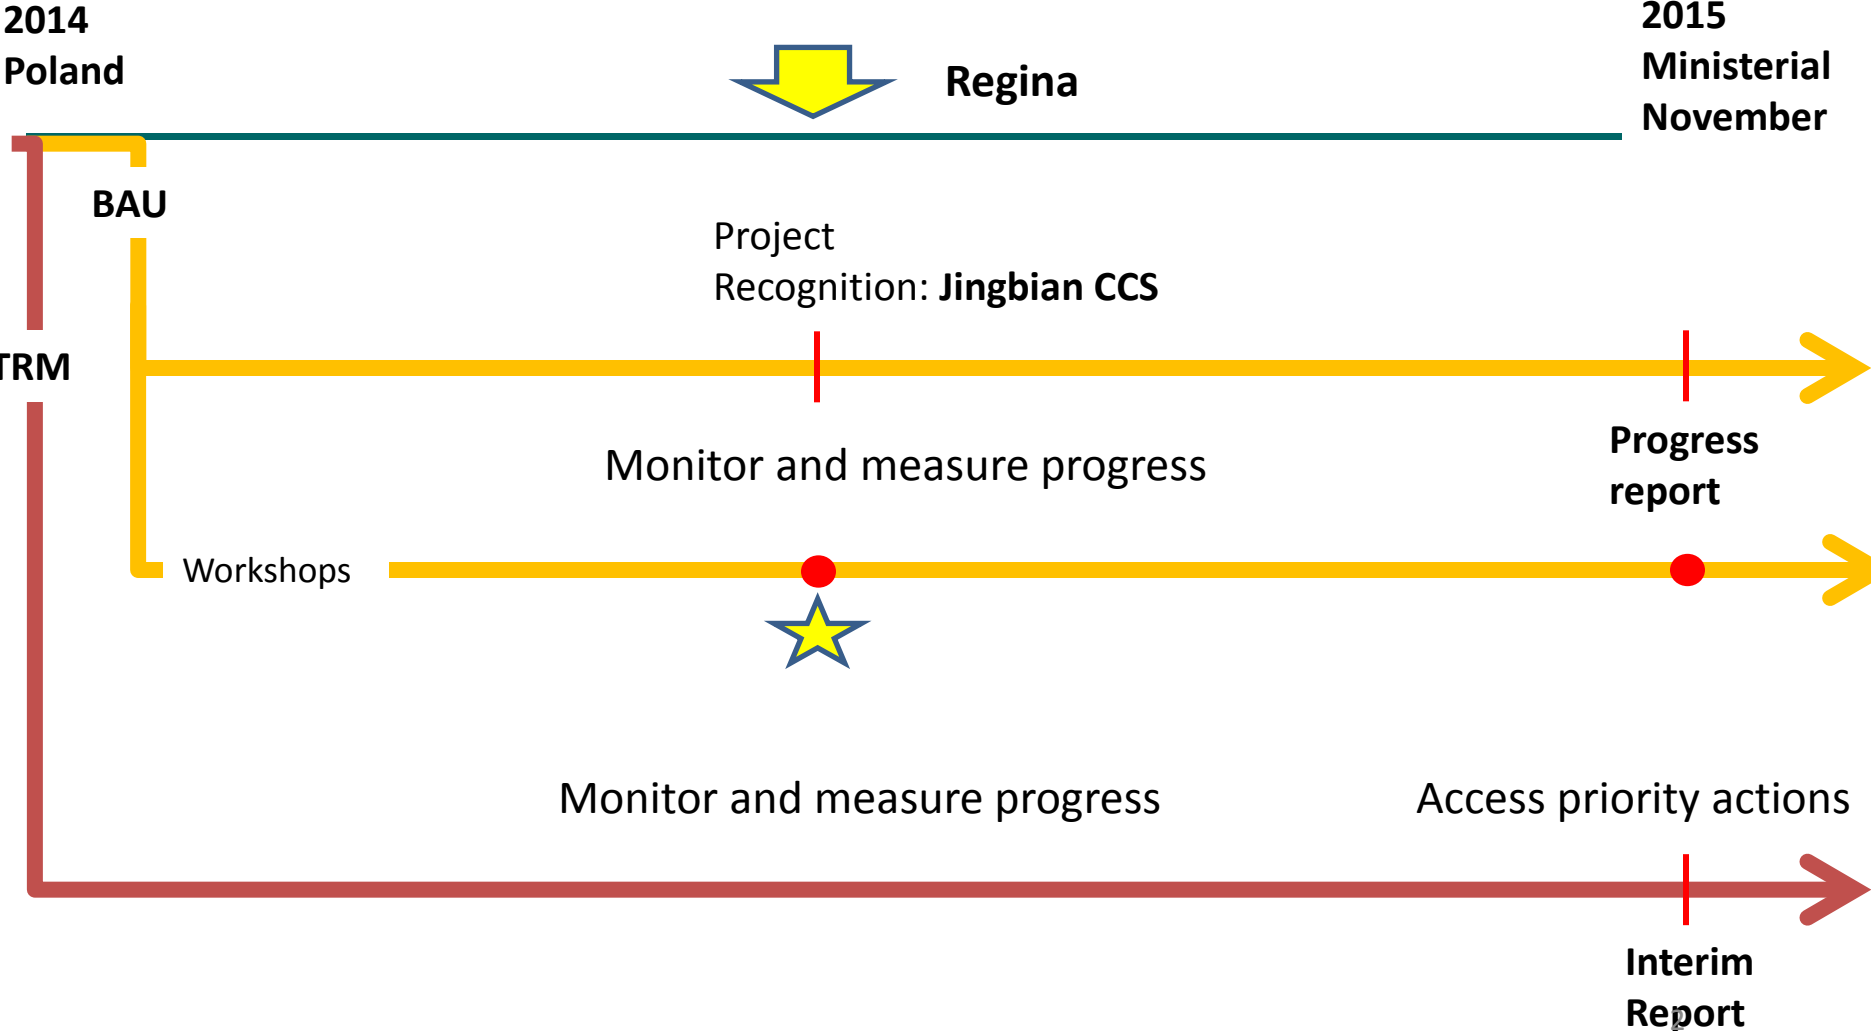 2014
Poland
Regina
2015
Ministerial
November
BAU
Project
Recognition: Jingbian CCS
TRM
Monitor and measure progress
Progress
report
Workshops
Monitor and measure progress
Access priority actions
Interim
Report
2